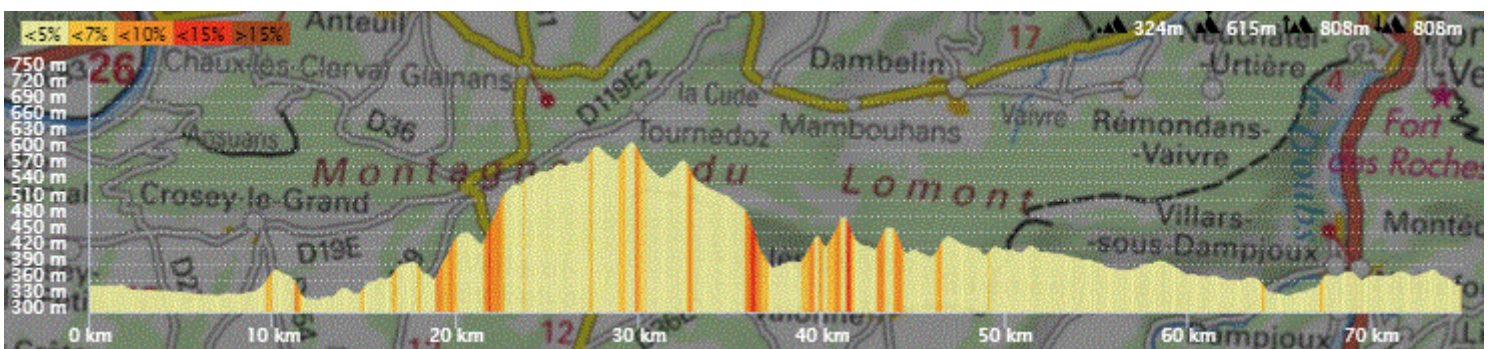 <5% <7% <10% <15% >15%
324m 615m 808m 808m
Anteuil
17
Dambelin
-Urtière
26
Chaux-lès-Clerval
Glainans
4
D119E2
la Cude
Vaivre
D36
Tournedoz
Mambouhans
Rémondans-
-Vaivre
Fort
des Roches
Montagne du Lomont
Crosey-le-Grand
Villars-
-sous-Dampjoux
le Doubs
D19E
750 m
720 m
690 m
660 m
630 m
600 m
570 m
540 m
510 m
480 m
450 m
420 m
390 m
360 m
330 m
300 m
0 km 10 km 20 km 30 km 40 km 50 km 60 km 70 km
12